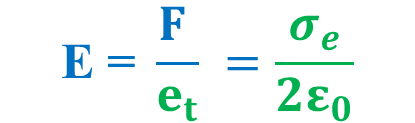 E = F / e_t = σ_e / 2ε_0